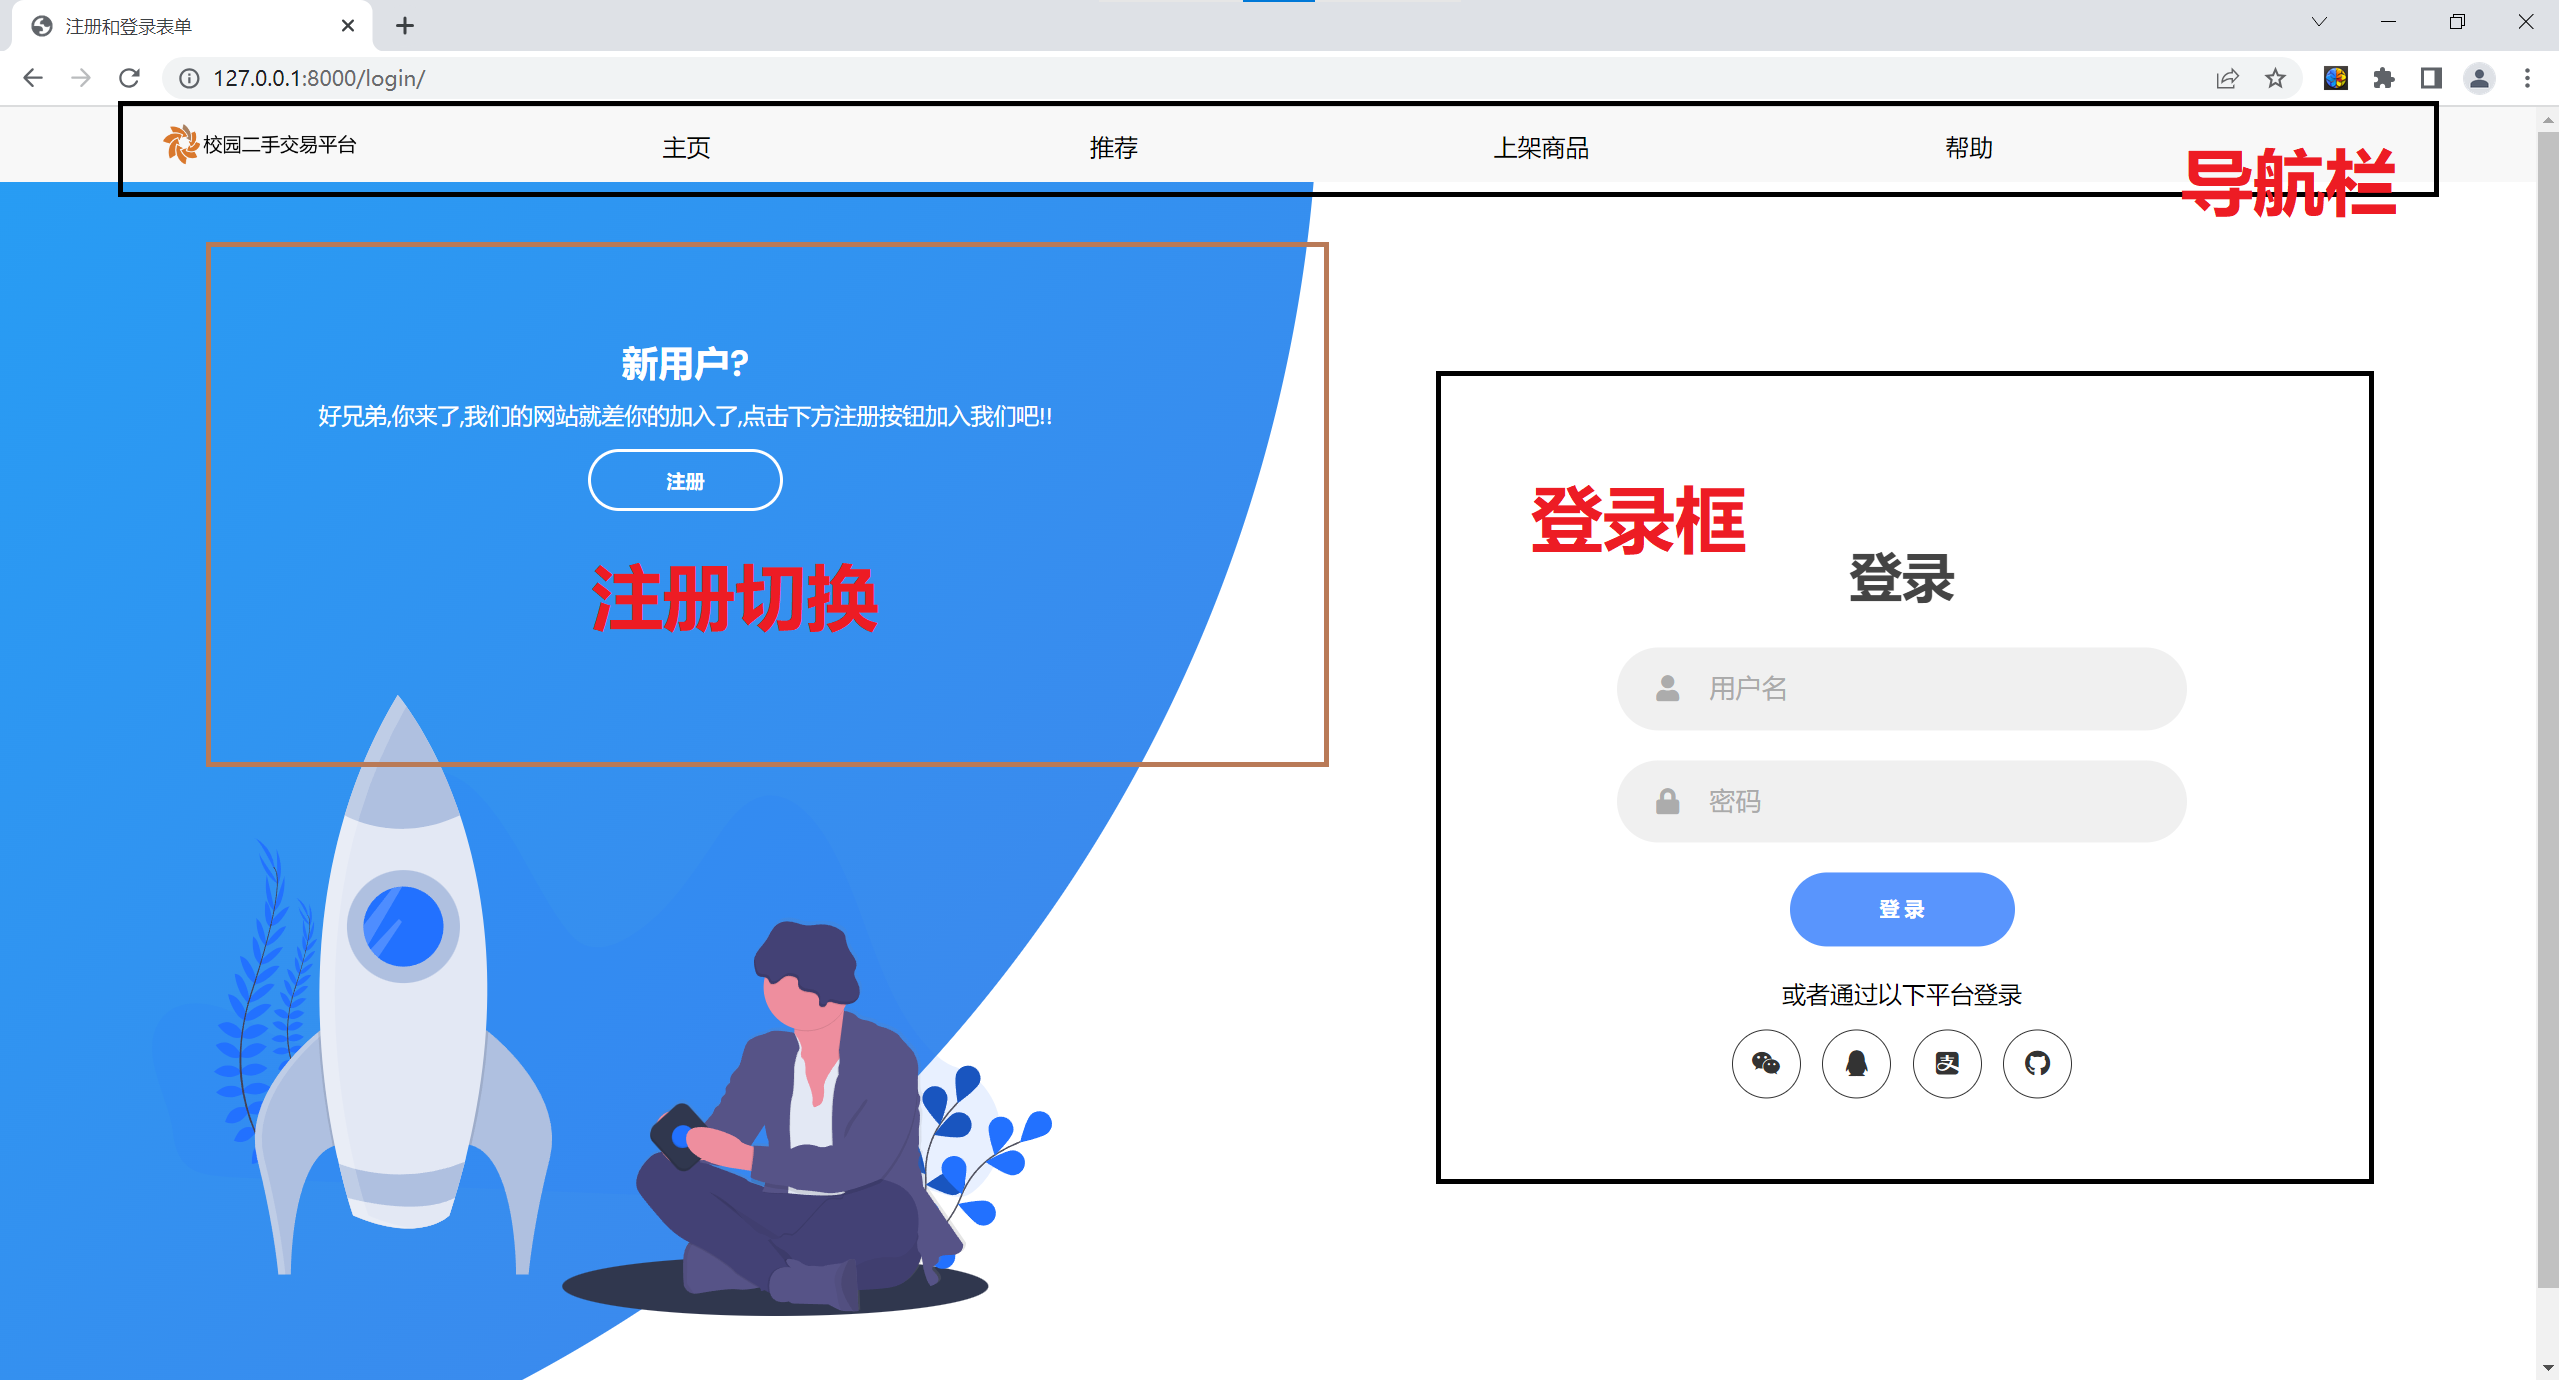 注册和登录表单
127.0.0.1:8000/login/
校园二手交易平台
主页
推荐
上架商品
帮助
导航栏
新用户?
好兄弟,你来了,我们的网站就差你的加入了,点击下方注册按钮加入我们吧!!
注册
注册切换
登录框
登录
用户名
密码
登录
或者通过以下平台登录
支